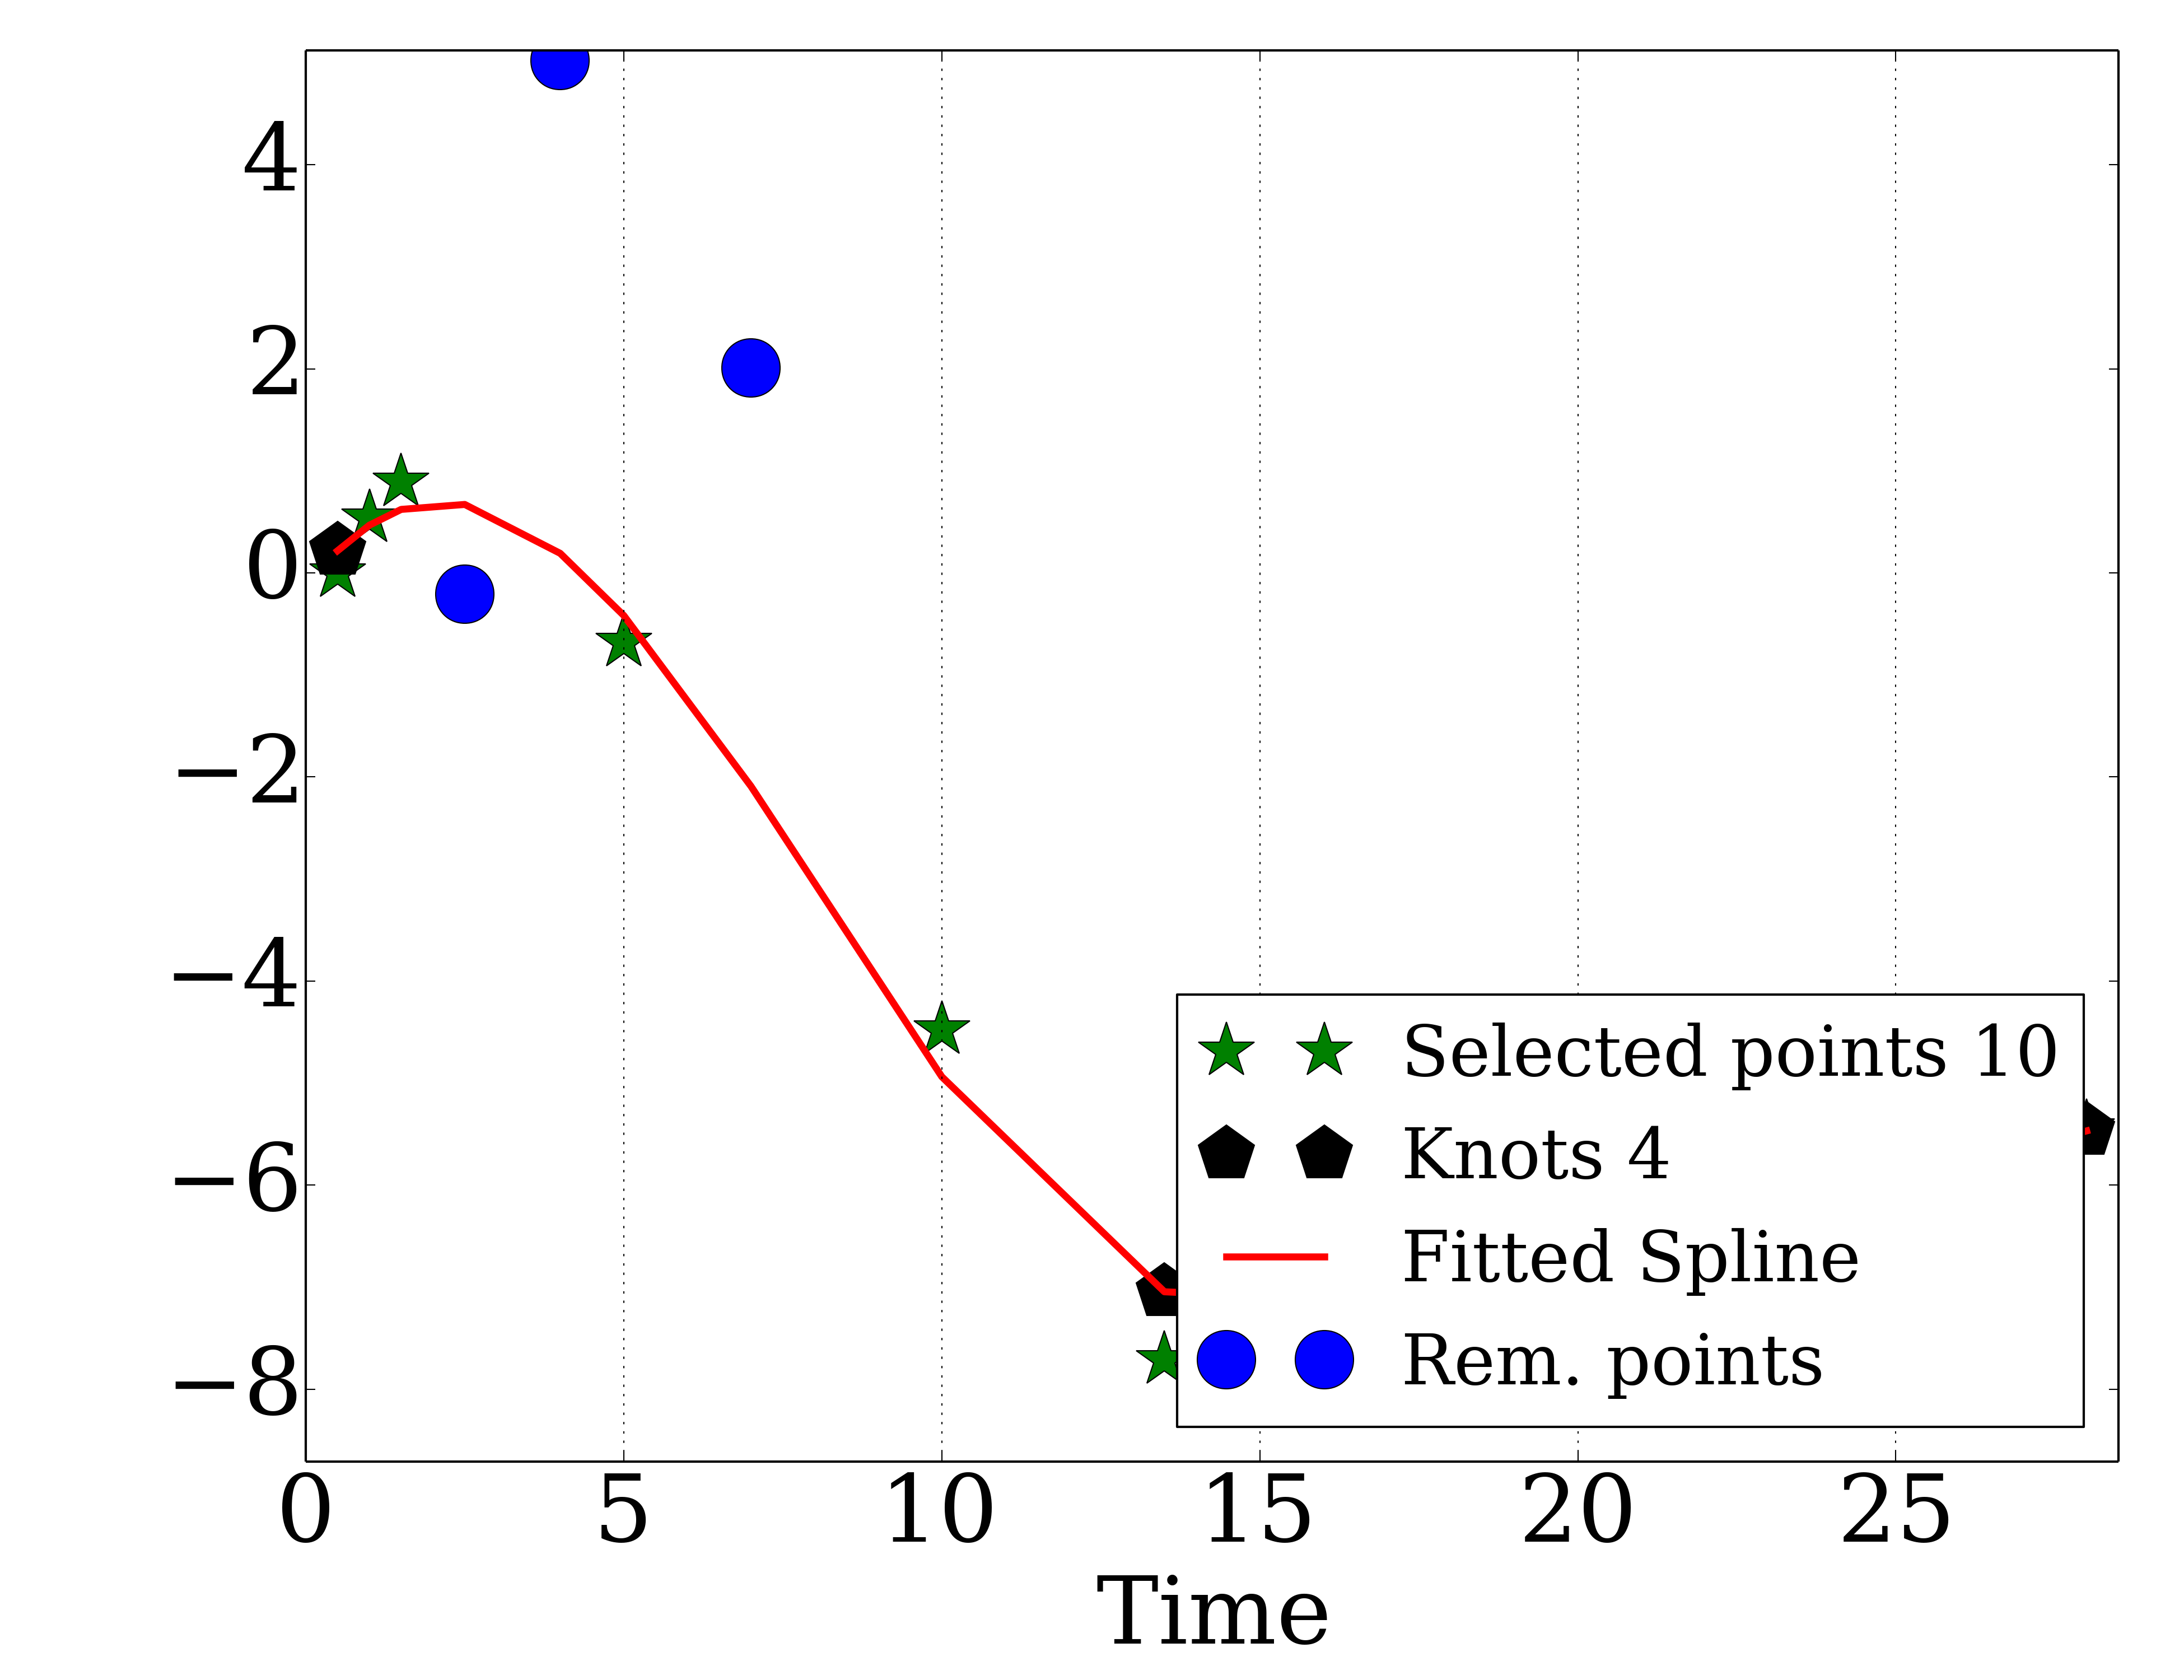 4
2
0
−2
−4
−6
−8
0 5 10 15 20 25
Time
Selected points 10
Knots 4
Fitted Spline
Rem. points